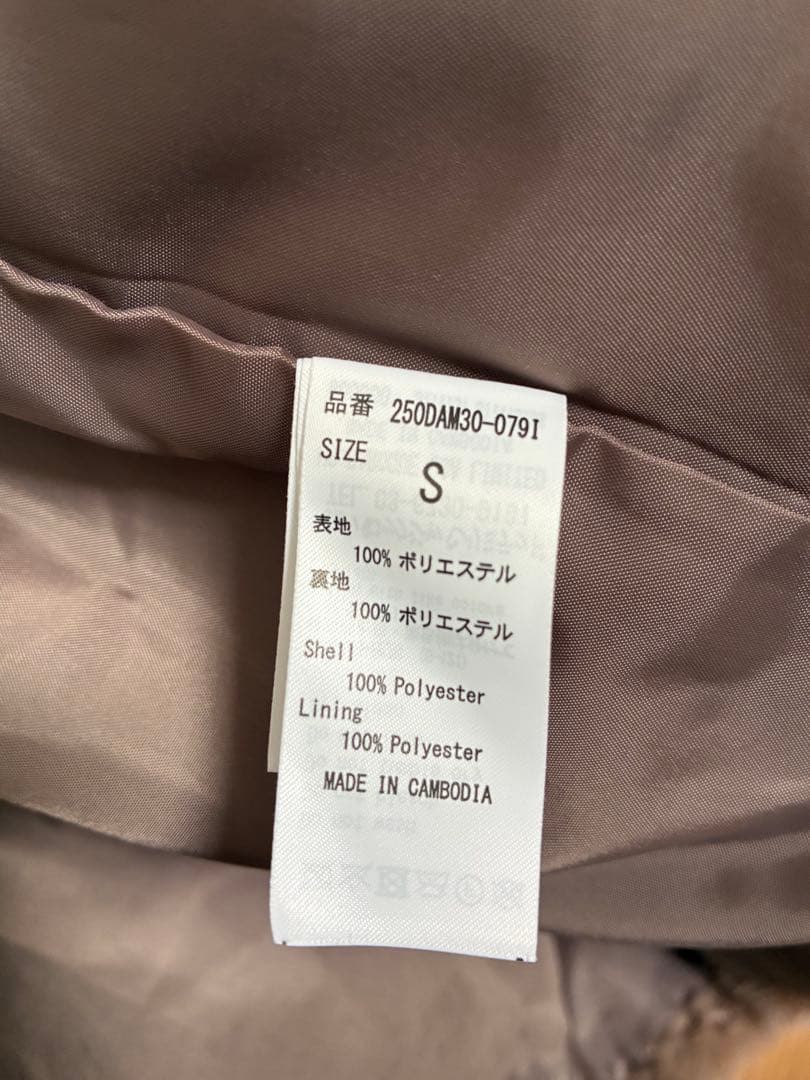 品番 250DAM30-079I
SIZE
S
表地
100% ポリエステル
裏地
100% ポリエステル
Shell
100% Polyester
Lining
100% Polyester
MADE IN CAMBODIA